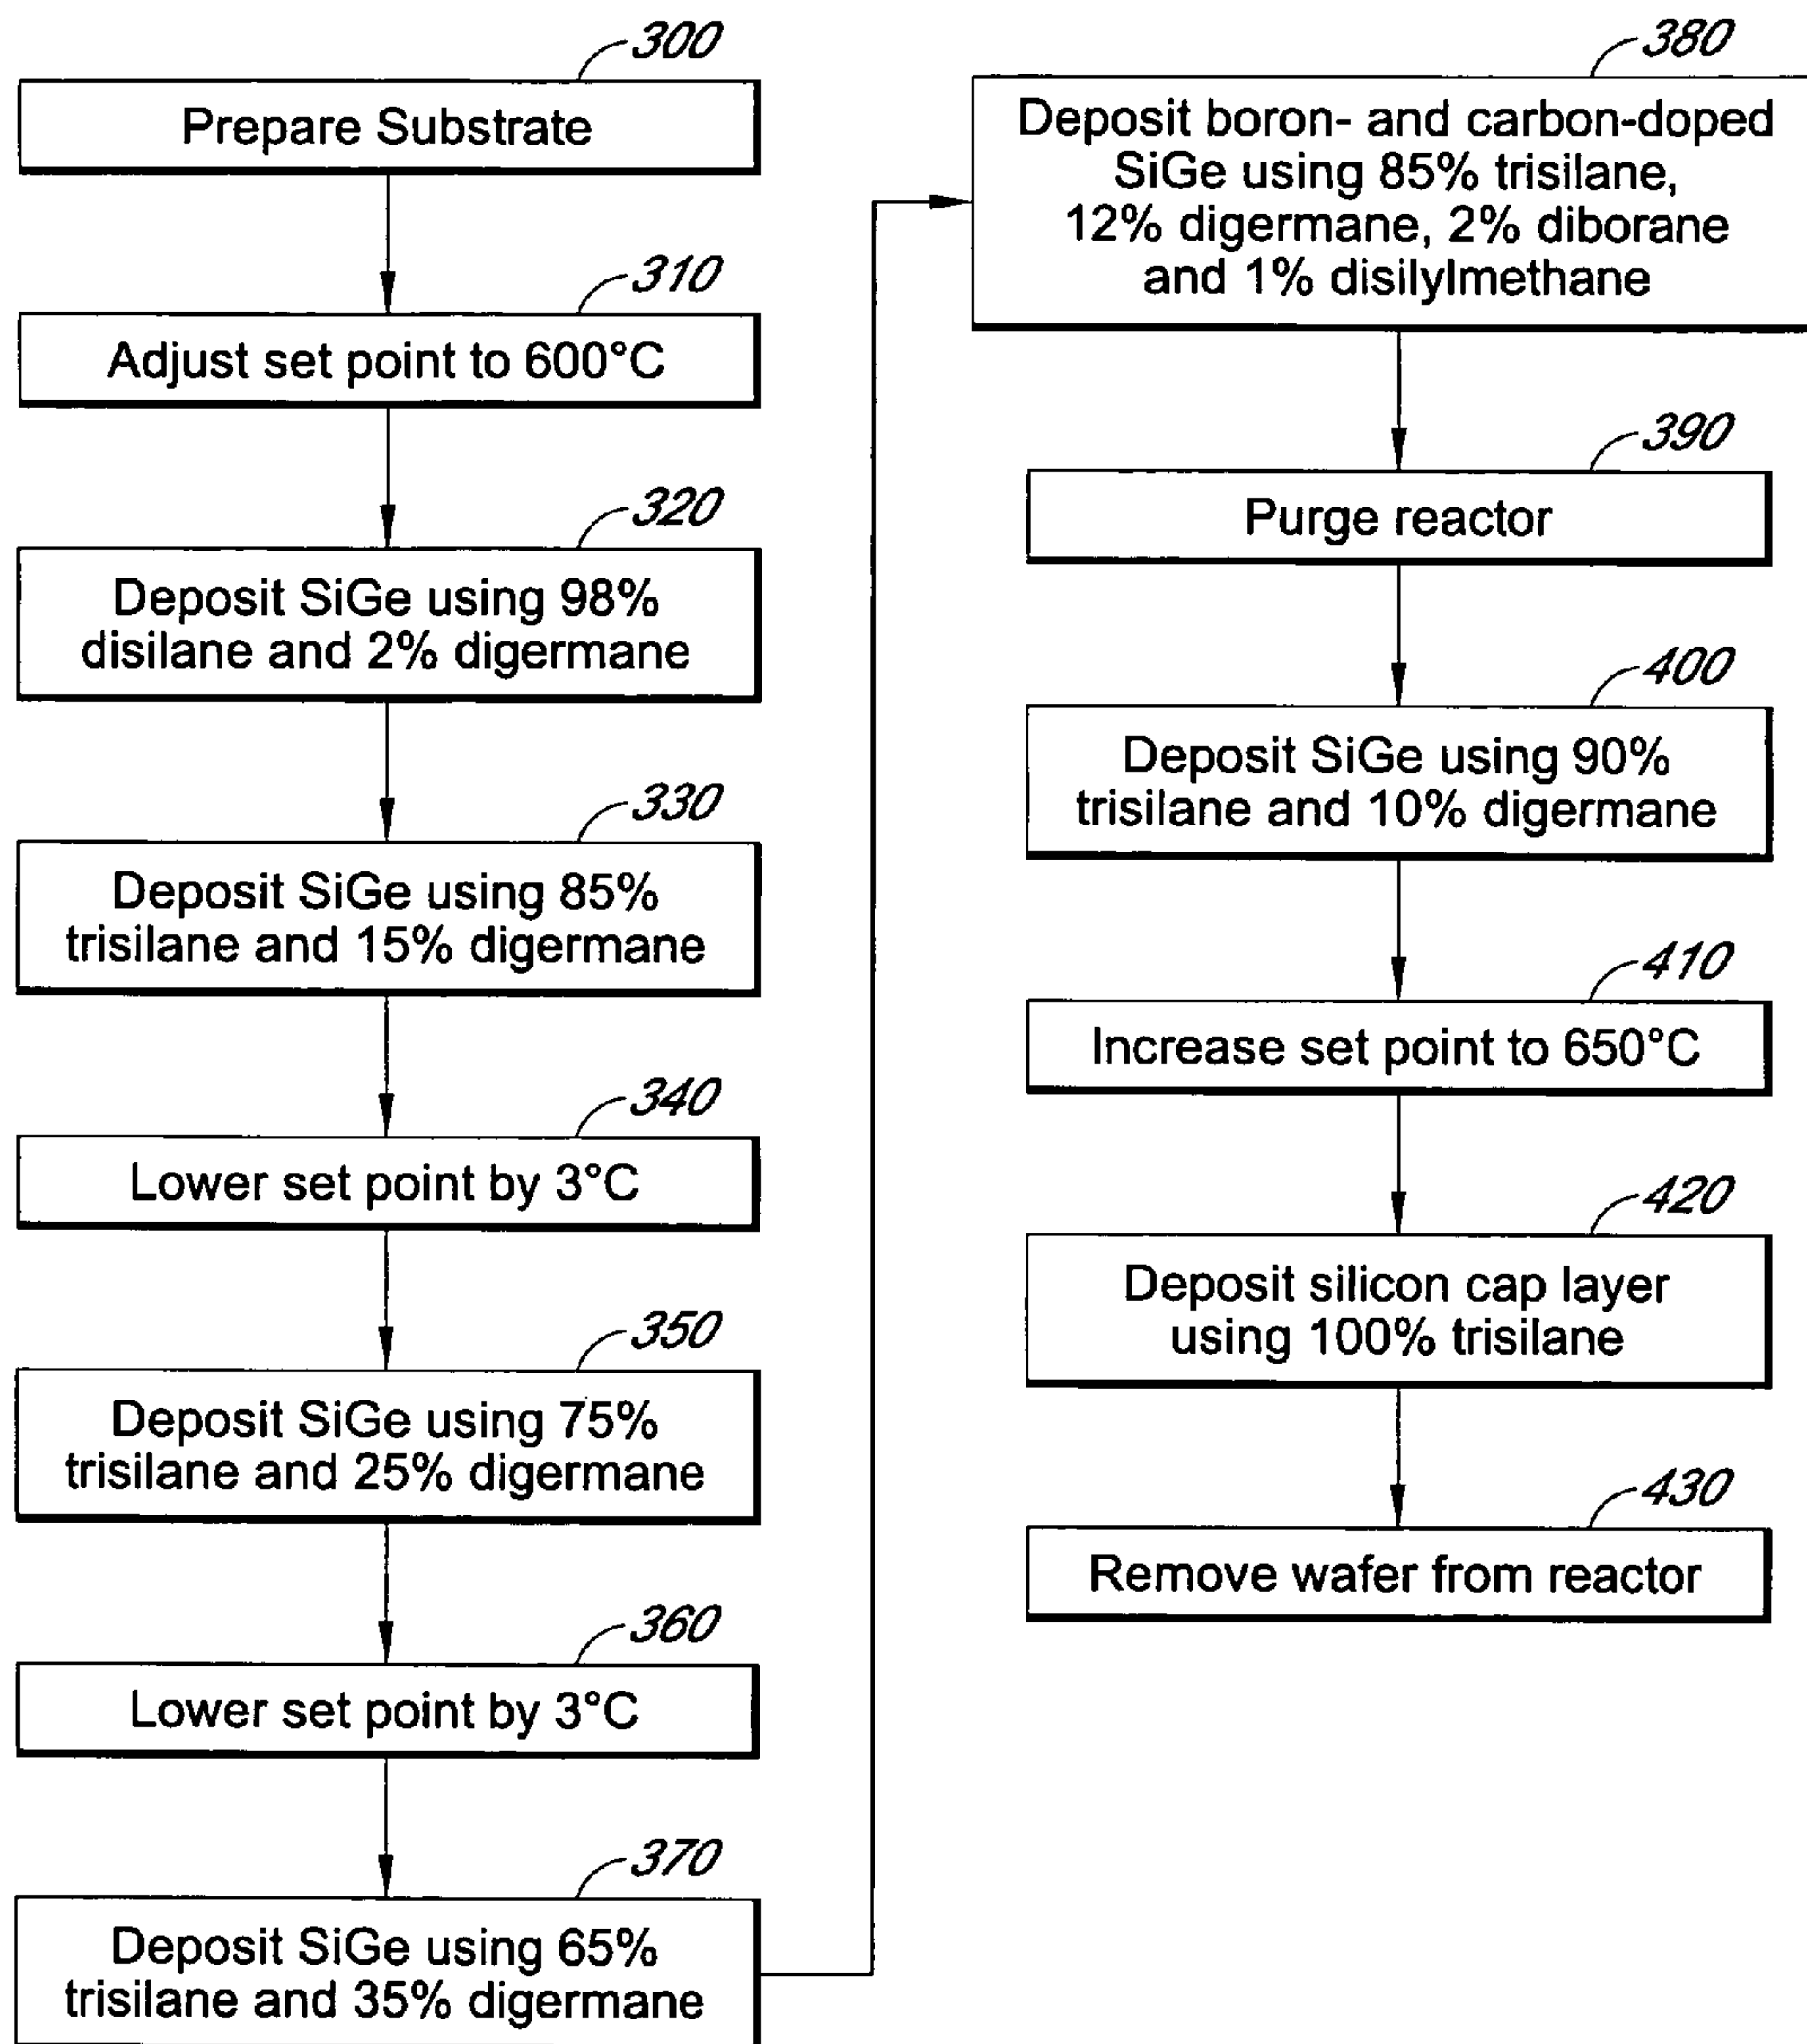 300
Prepare Substrate
310
Adjust set point to 600°C
320
Deposit SiGe using 98%
disilane and 2% digermane
330
Deposit SiGe using 85%
trisilane and 15% digermane
340
Lower set point by 3°C
350
Deposit SiGe using 75%
trisilane and 25% digermane
360
Lower set point by 3°C
370
Deposit SiGe using 65%
trisilane and 35% digermane
380
Deposit boron- and carbon-doped
SiGe using 85% trisilane,
12% digermane, 2% diborane
and 1% disilylmethane
390
Purge reactor
400
Deposit SiGe using 90%
trisilane and 10% digermane
410
Increase set point to 650°C
420
Deposit silicon cap layer
using 100% trisilane
430
Remove wafer from reactor